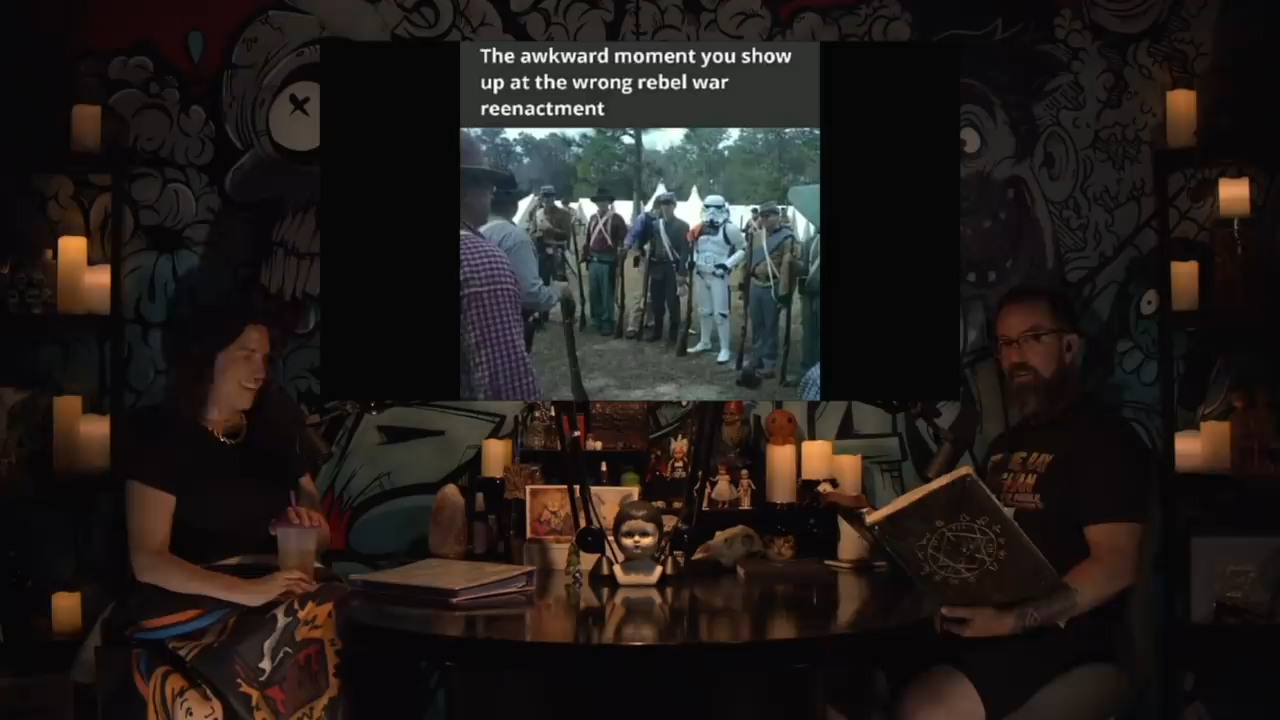 The awkward moment you show
up at the wrong rebel war
reenactment